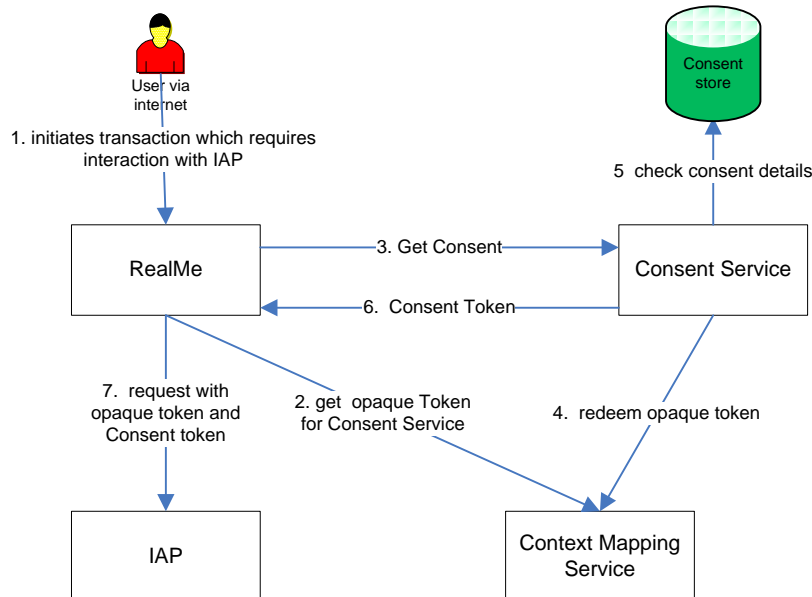 User via
internet
Consent
store
1. initiates transaction which requires
interaction with IAP
5  check consent details
RealMe
3. Get Consent
Consent Service
6.  Consent Token
7.  request with
opaque token and
Consent token
2. get  opaque Token
for Consent Service
4.  redeem opaque token
IAP
Context Mapping
Service